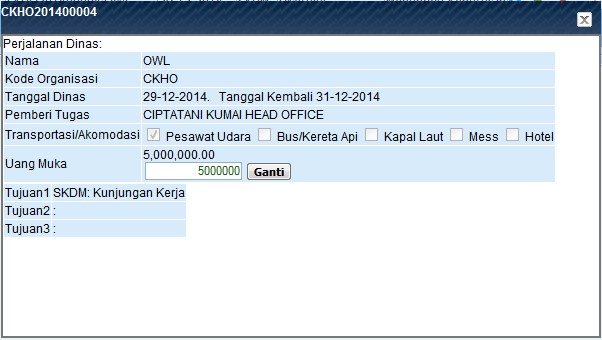 CKHO201400004
Perjalanan Dinas:
Nama OWL
Kode Organisasi CKHO
Tanggal Dinas 29-12-2014. Tanggal Kembali 31-12-2014
Pemberi Tugas CIPTATANI KUMAI HEAD OFFICE
Transportasi/Akomodasi Pesawat Udara Bus/Kereta Api Kapal Laut Mess Hotel
Uang Muka 5,000,000.00
5000000 Ganti
Tujuan1 SKDM: Kunjungan Kerja
Tujuan2 :
Tujuan3 :